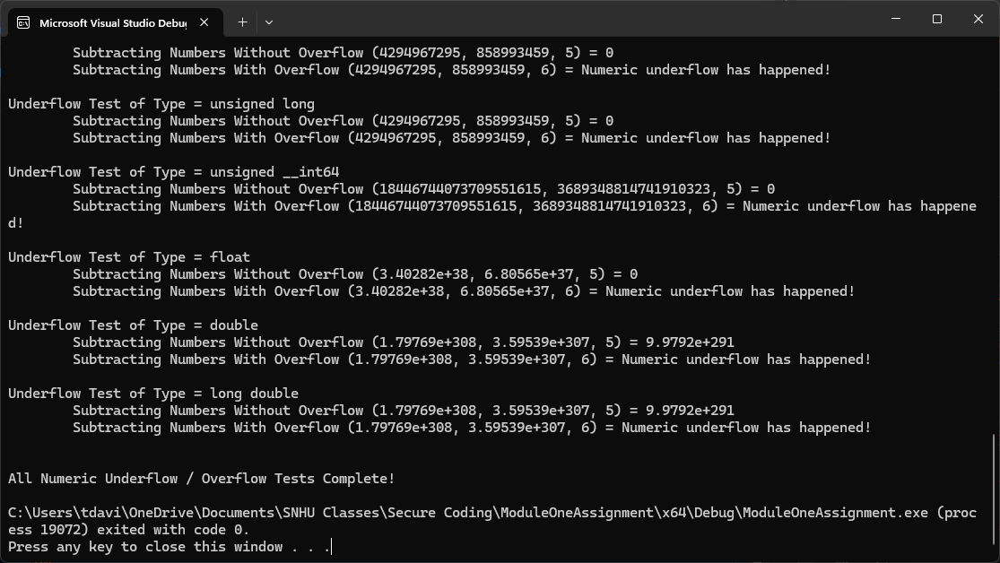 Microsoft Visual Studio Debug
Subtracting Numbers Without Overflow (4294967295, 858993459, 5) = 0
Subtracting Numbers With Overflow (4294967295, 858993459, 6) = Numeric underflow has happened!
Underflow Test of Type = unsigned long
Subtracting Numbers Without Overflow (4294967295, 858993459, 5) = 0
Subtracting Numbers With Overflow (4294967295, 858993459, 6) = Numeric underflow has happened!
Underflow Test of Type = unsigned __int64
Subtracting Numbers Without Overflow (18446744073709551615, 3689348814741910323, 5) = 0
Subtracting Numbers With Overflow (18446744073709551615, 3689348814741910323, 6) = Numeric underflow has happene
d!
Underflow Test of Type = float
Subtracting Numbers Without Overflow (3.40282e+38, 6.80565e+37, 5) = 0
Subtracting Numbers With Overflow (3.40282e+38, 6.80565e+37, 6) = Numeric underflow has happened!
Underflow Test of Type = double
Subtracting Numbers Without Overflow (1.79769e+308, 3.59539e+307, 5) = 9.9792e+291
Subtracting Numbers With Overflow (1.79769e+308, 3.59539e+307, 6) = Numeric underflow has happened!
Underflow Test of Type = long double
Subtracting Numbers Without Overflow (1.79769e+308, 3.59539e+307, 5) = 9.9792e+291
Subtracting Numbers With Overflow (1.79769e+308, 3.59539e+307, 6) = Numeric underflow has happened!
All Numeric Underflow / Overflow Tests Complete!
C:\Users\tdavi\OneDrive\Documents\SNHU Classes\Secure Coding\ModuleOneAssignment\x64\Debug\ModuleOneAssignment.exe (proc
ess 19072) exited with code 0.
Press any key to close this window . . .